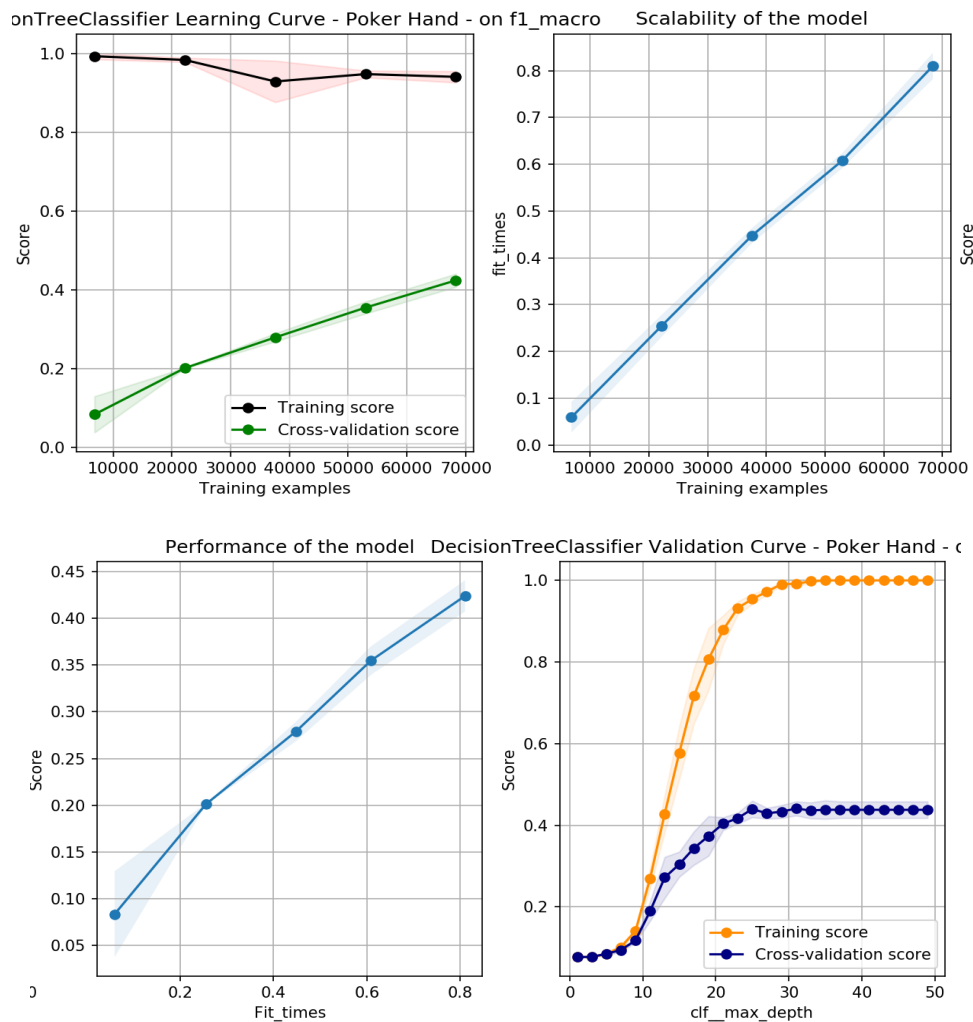 onTreeClassifier Learning Curve - Poker Hand - on f1_macro
Scalability of the model
1.0
0.8
0.6
0.4
0.2
0.0
Score
Training score
Cross-validation score
10000 20000 30000 40000 50000 60000 70000
Training examples
0.8
0.7
0.6
0.5
0.4
0.3
0.2
0.1
0.0
fit_times
Score
10000 20000 30000 40000 50000 60000 70000
Training examples
Performance of the model
DecisionTreeClassifier Validation Curve - Poker Hand - c
0.45
0.40
0.35
0.30
0.25
0.20
0.15
0.10
0.05
Score
0 0.2 0.4 0.6 0.8
Fit_times
1.0
0.8
0.6
0.4
0.2
Score
Training score
Cross-validation score
0 10 20 30 40 50
clf__max_depth